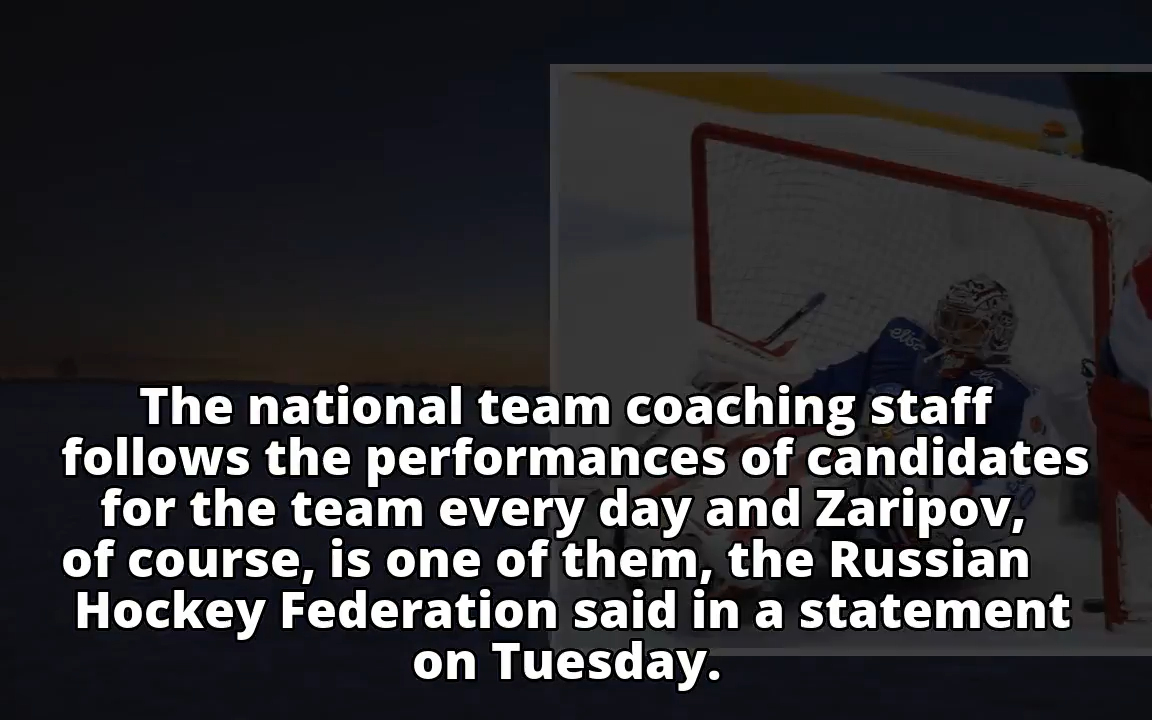 The national team coaching staff
follows the performances of candidates
for the team every day and Zaripov,
of course, is one of them, the Russian
Hockey Federation said in a statement
on Tuesday.
elisa